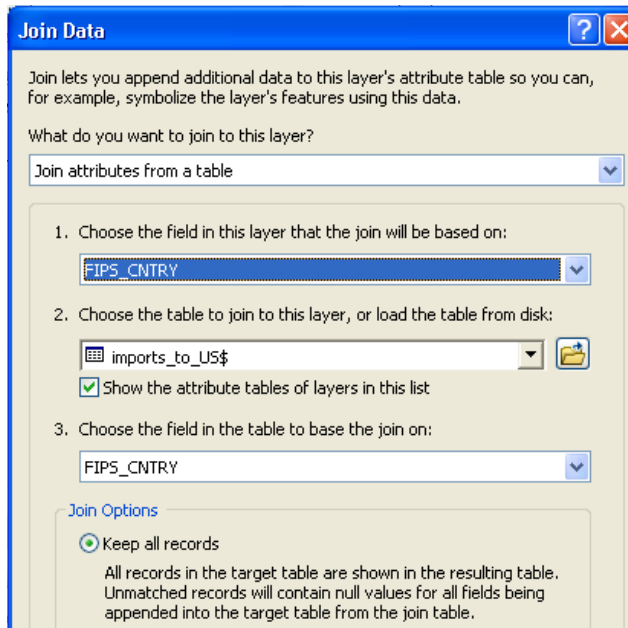 Join Data
Join lets you append additional data to this layer's attribute table so you can,
for example, symbolize the layer's features using this data.
What do you want to join to this layer?
Join attributes from a table
1. Choose the field in this layer that the join will be based on:
FIPS_CNTRY
2. Choose the table to join to this layer, or load the table from disk:
imports_to_US$
Show the attribute tables of layers in this list
3. Choose the field in the table to base the join on:
FIPS_CNTRY
Join Options
Keep all records
All records in the target table are shown in the resulting table.
Unmatched records will contain null values for all fields being
appended into the target table from the join table.